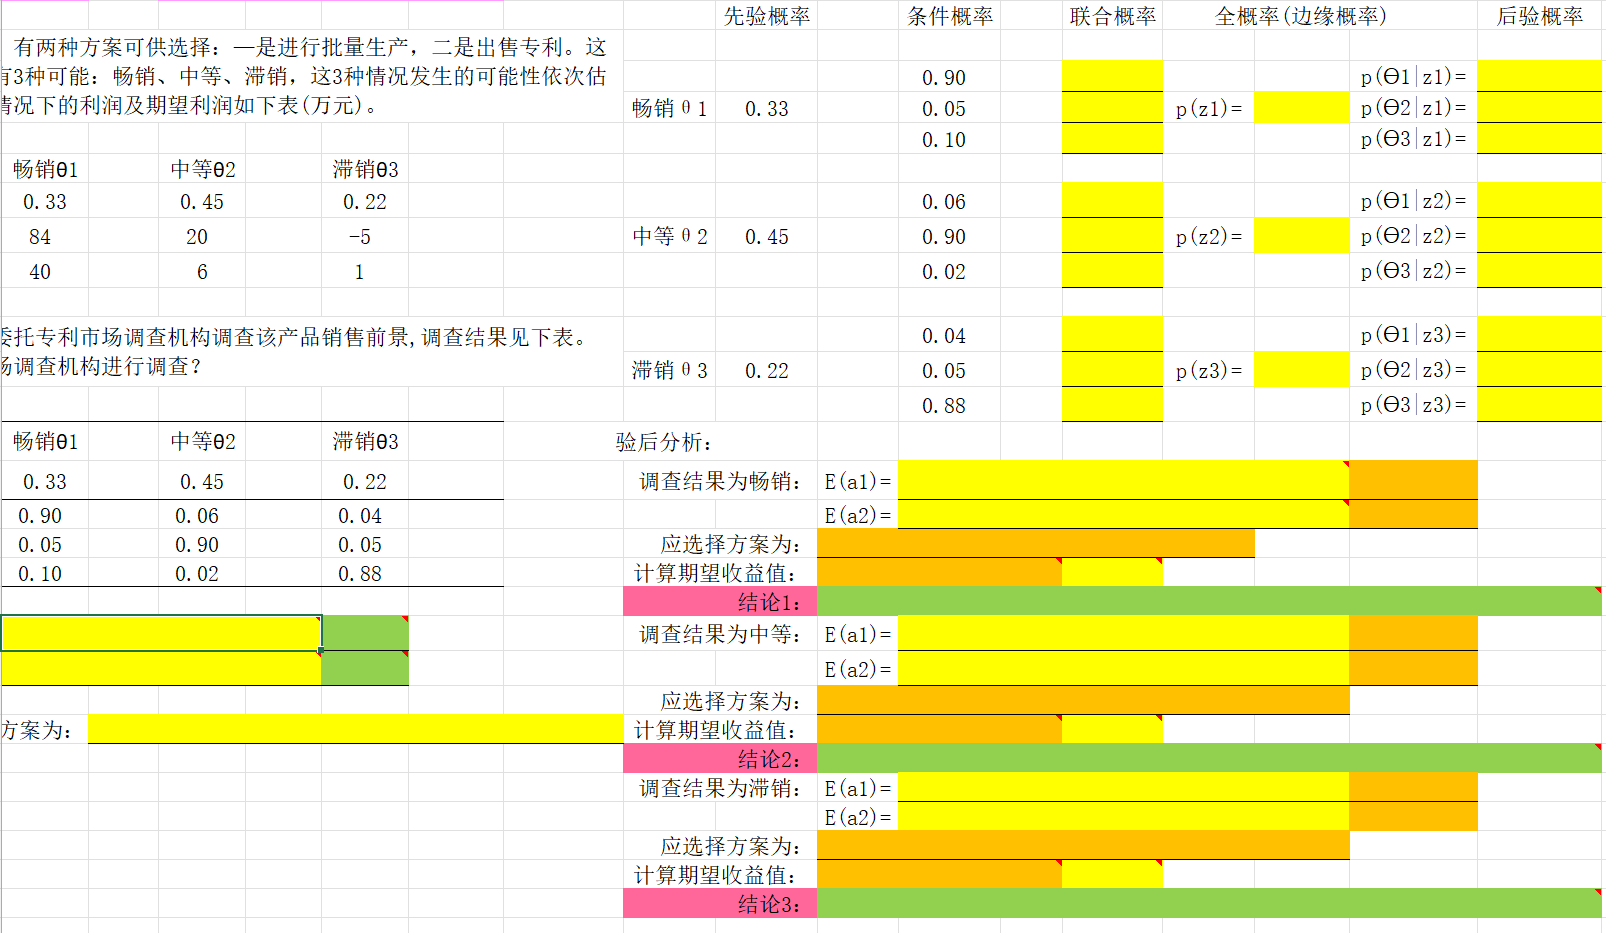 先验概率 条件概率 联合概率 全概率(边缘概率) 后验概率
有两种方案可供选择：一是进行批量生产，二是出售专利。这
有3种可能：畅销、中等、滞销，这3种情况发生的可能性依次估
情况下的利润及期望利润如下表(万元)。
畅销θ1 中等θ2 滞销θ3
0.33 0.45 0.22
84 20 -5
40 6 1
委托专利市场调查机构调查该产品销售前景,调查结果见下表。
场调查机构进行调查?
畅销θ1 中等θ2 滞销θ3
0.33 0.45 0.22
0.90 0.06 0.04
0.05 0.90 0.05
0.10 0.02 0.88
方案为：
0.90 p(Θ1|z1)=
畅销θ1 0.33 0.05 p(z1)= p(Θ2|z1)=
0.10 p(Θ3|z1)=
0.06 p(Θ1|z2)=
中等θ2 0.45 0.90 p(z2)= p(Θ2|z2)=
0.02 p(Θ3|z2)=
0.04 p(Θ1|z3)=
滞销θ3 0.22 0.05 p(z3)= p(Θ2|z3)=
0.88 p(Θ3|z3)=
验后分析：
调查结果为畅销： E(a1)=
E(a2)=
应选择方案为：
计算期望收益值：
结论1：
调查结果为中等： E(a1)=
E(a2)=
应选择方案为：
计算期望收益值：
结论2：
调查结果为滞销： E(a1)=
E(a2)=
应选择方案为：
计算期望收益值：
结论3：